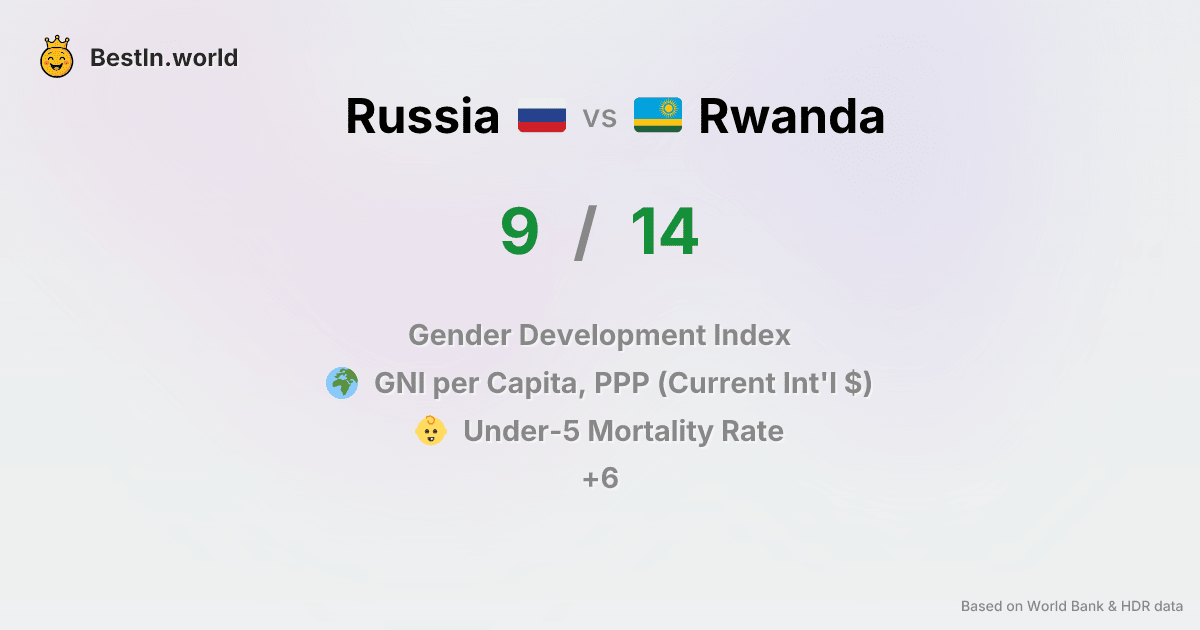 BestIn.world
Russia vs Rwanda
9 / 14
Gender Development Index
GNI per Capita, PPP (Current Int'l $)
Under-5 Mortality Rate
+6
Based on World Bank & HDR data